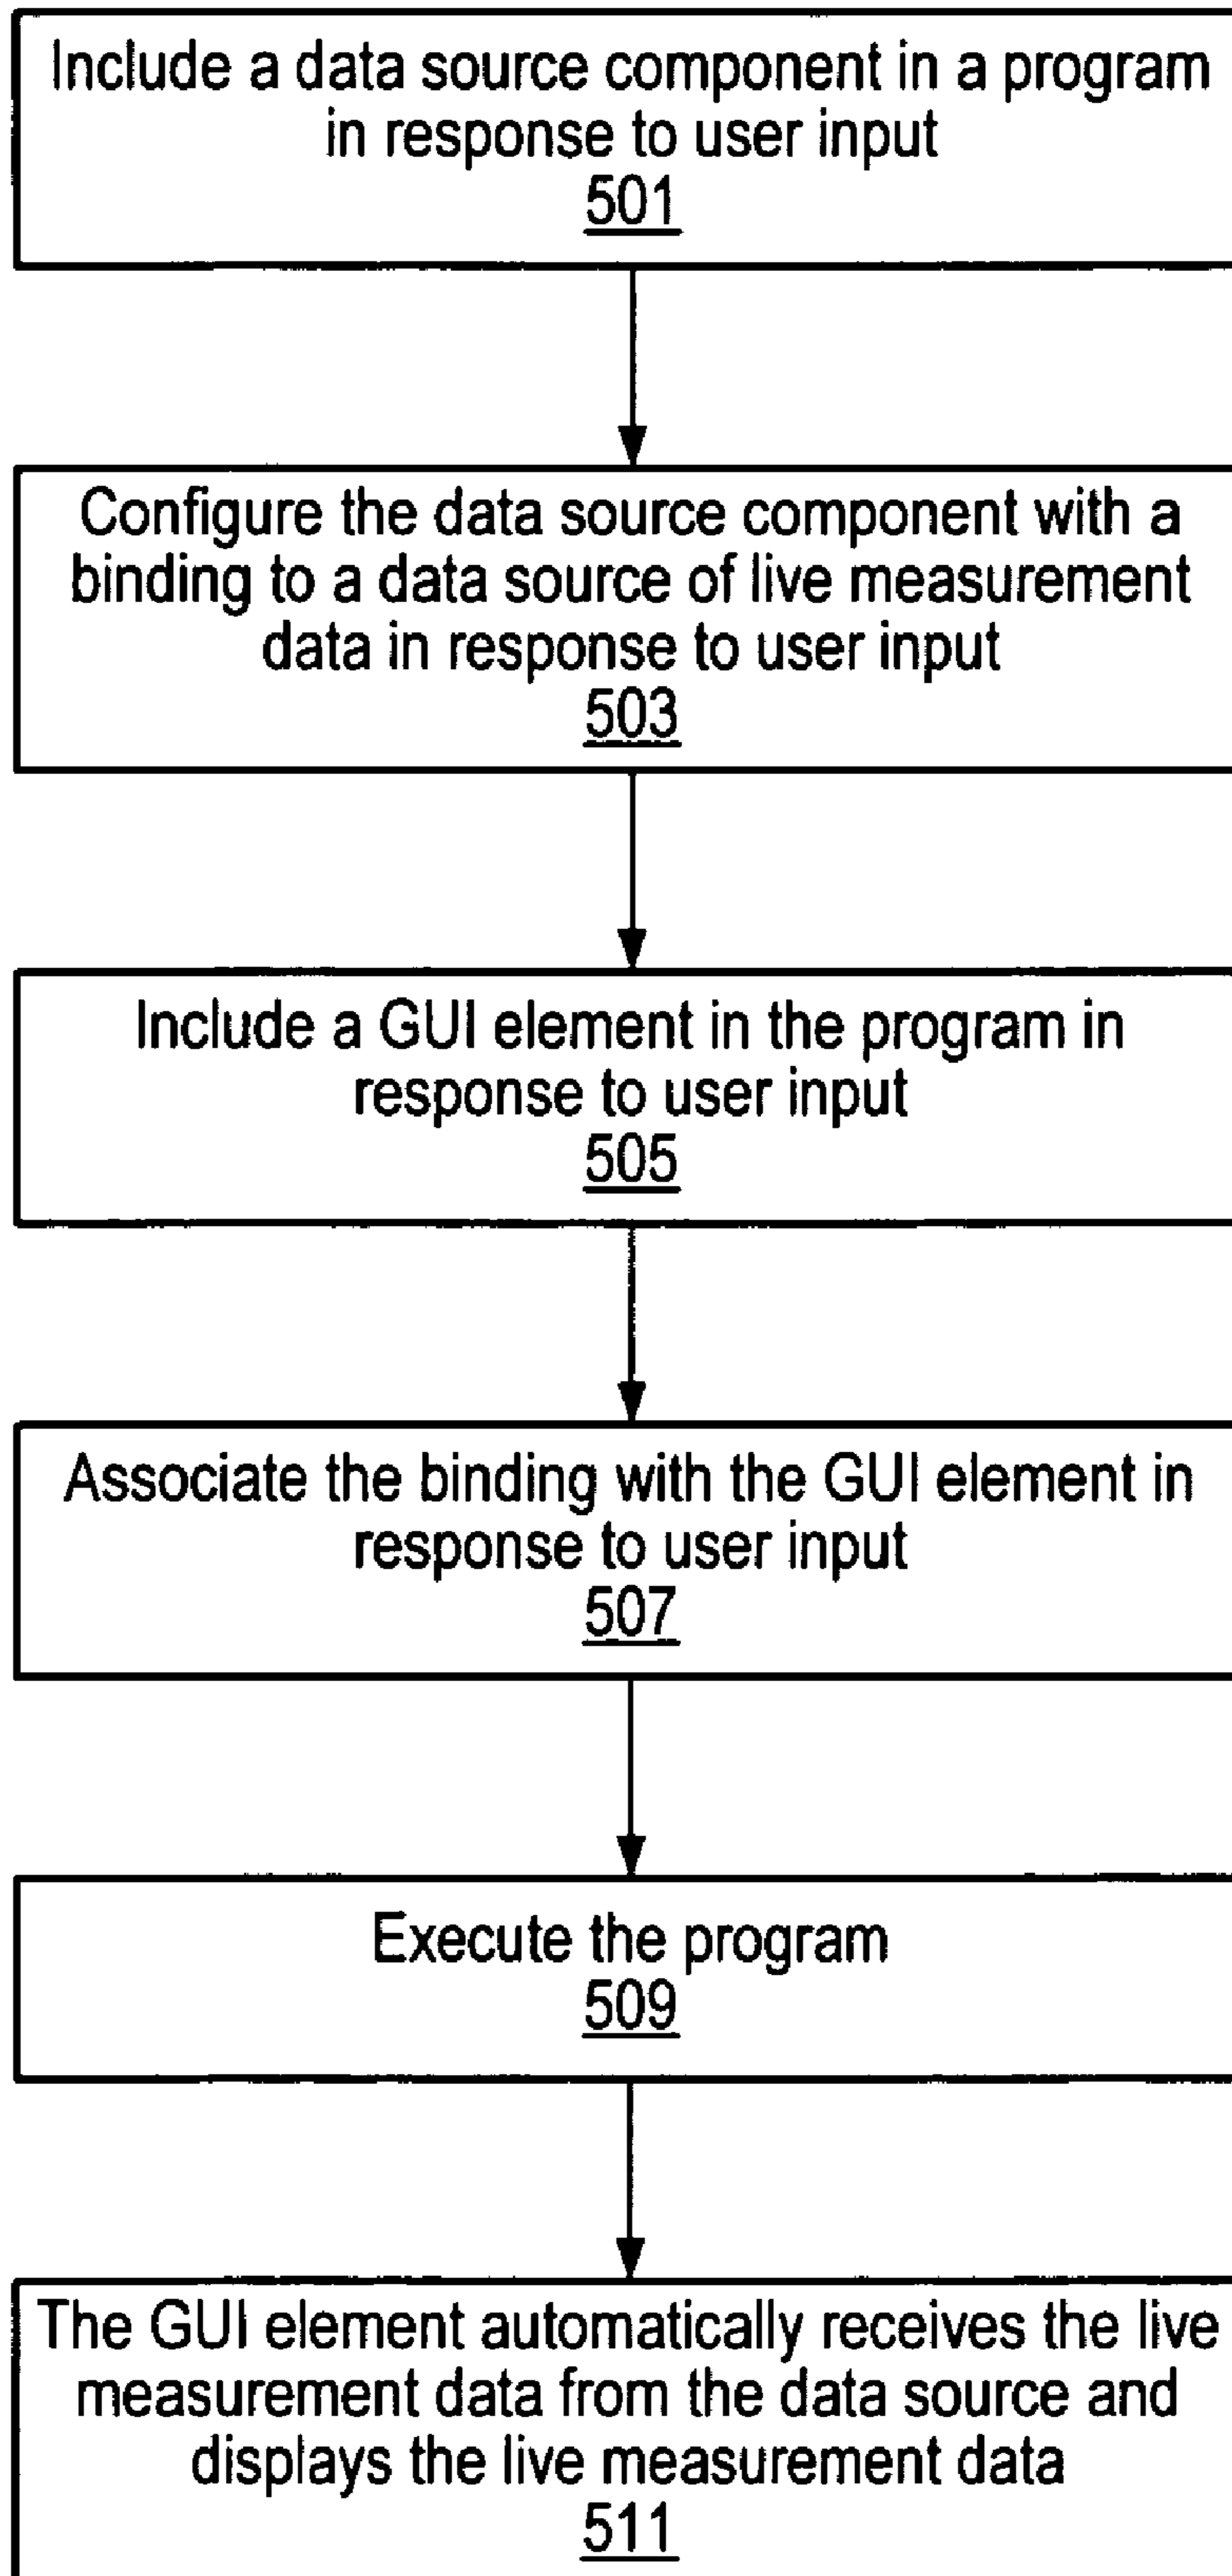 Include a data source component in a program
in response to user input
501
Configure the data source component with a
binding to a data source of live measurement
data in response to user input
503
Include a GUI element in the program in
response to user input
505
Associate the binding with the GUI element in
response to user input
507
Execute the program
509
The GUI element automatically receives the live
measurement data from the data source and
displays the live measurement data
511